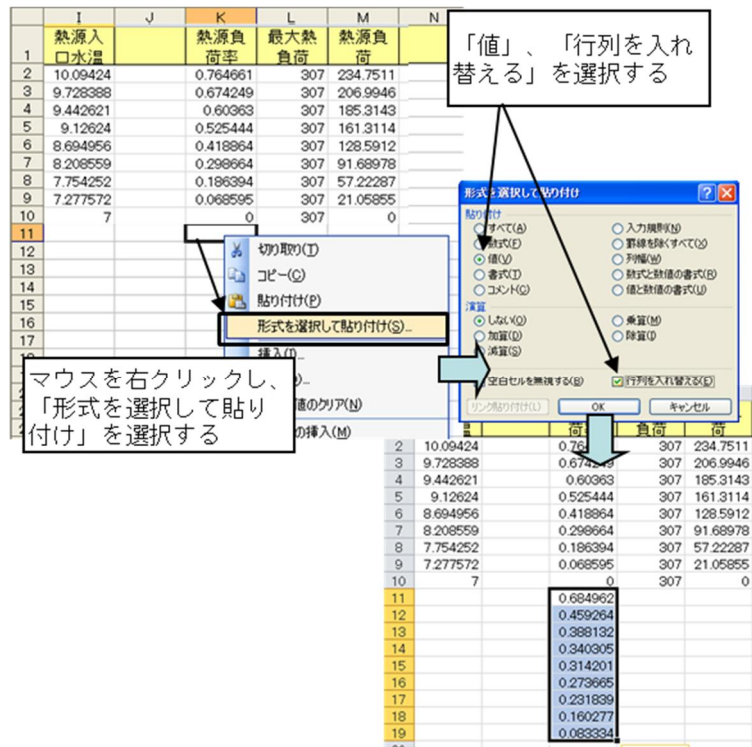 I J K L M N
熱源入 熱源負 最大熱 熱源負
1 口水温 荷率 負荷 荷
2 10.09424 0.764661 307 234.7511
3 9.728388 0.674249 307 206.9946
4 9.442621 0.60363 307 185.3143
5 9.12624 0.525444 307 161.3114
6 8.694956 0.418864 307 128.5912
7 8.208559 0.298664 307 91.68978
8 7.754252 0.186394 307 57.22287
9 7.277572 0.068595 307 21.05855
10 7 0 307 0
11
12
13
14
15
16
17
「値」、「行列を入れ
替える」を選択する
切り取り(T)
コピー(C)
貼り付け(P)
形式を選択して貼り付け(S)...
挿入(I)...
値のクリア(N)
の挿入(M)
マウスを右クリックし、
「形式を選択して貼り
付け」を選択する
形式を選択して貼り付け
貼り付け
すべて(A) 入力規則(N)
数式(F) 罫線を除くすべて(X)
値(V) 列幅(W)
書式(T) 数式と数値の書式(R)
コメント(C) 値と数値の書式(U)
演算
しない(O) 乗算(M)
加算(D) 除算(I)
減算(S)
空白セルを無視する(B) 行列を入れ替える(E)
リンク貼り付け(L) OK キャンセル
荷 負荷 荷
2 10.09424 0.76 307 234.7511
3 9.728388 0.674249 307 206.9946
4 9.442621 0.60363 307 185.3143
5 9.12624 0.525444 307 161.3114
6 8.694956 0.418864 307 128.5912
7 8.208559 0.298664 307 91.68978
8 7.754252 0.186394 307 57.22287
9 7.277572 0.068595 307 21.05855
10 7 0 307 0
11 0.684962
12 0.459264
13 0.388132
14 0.340305
15 0.314201
16 0.273665
17 0.231839
18 0.160277
19 0.083334